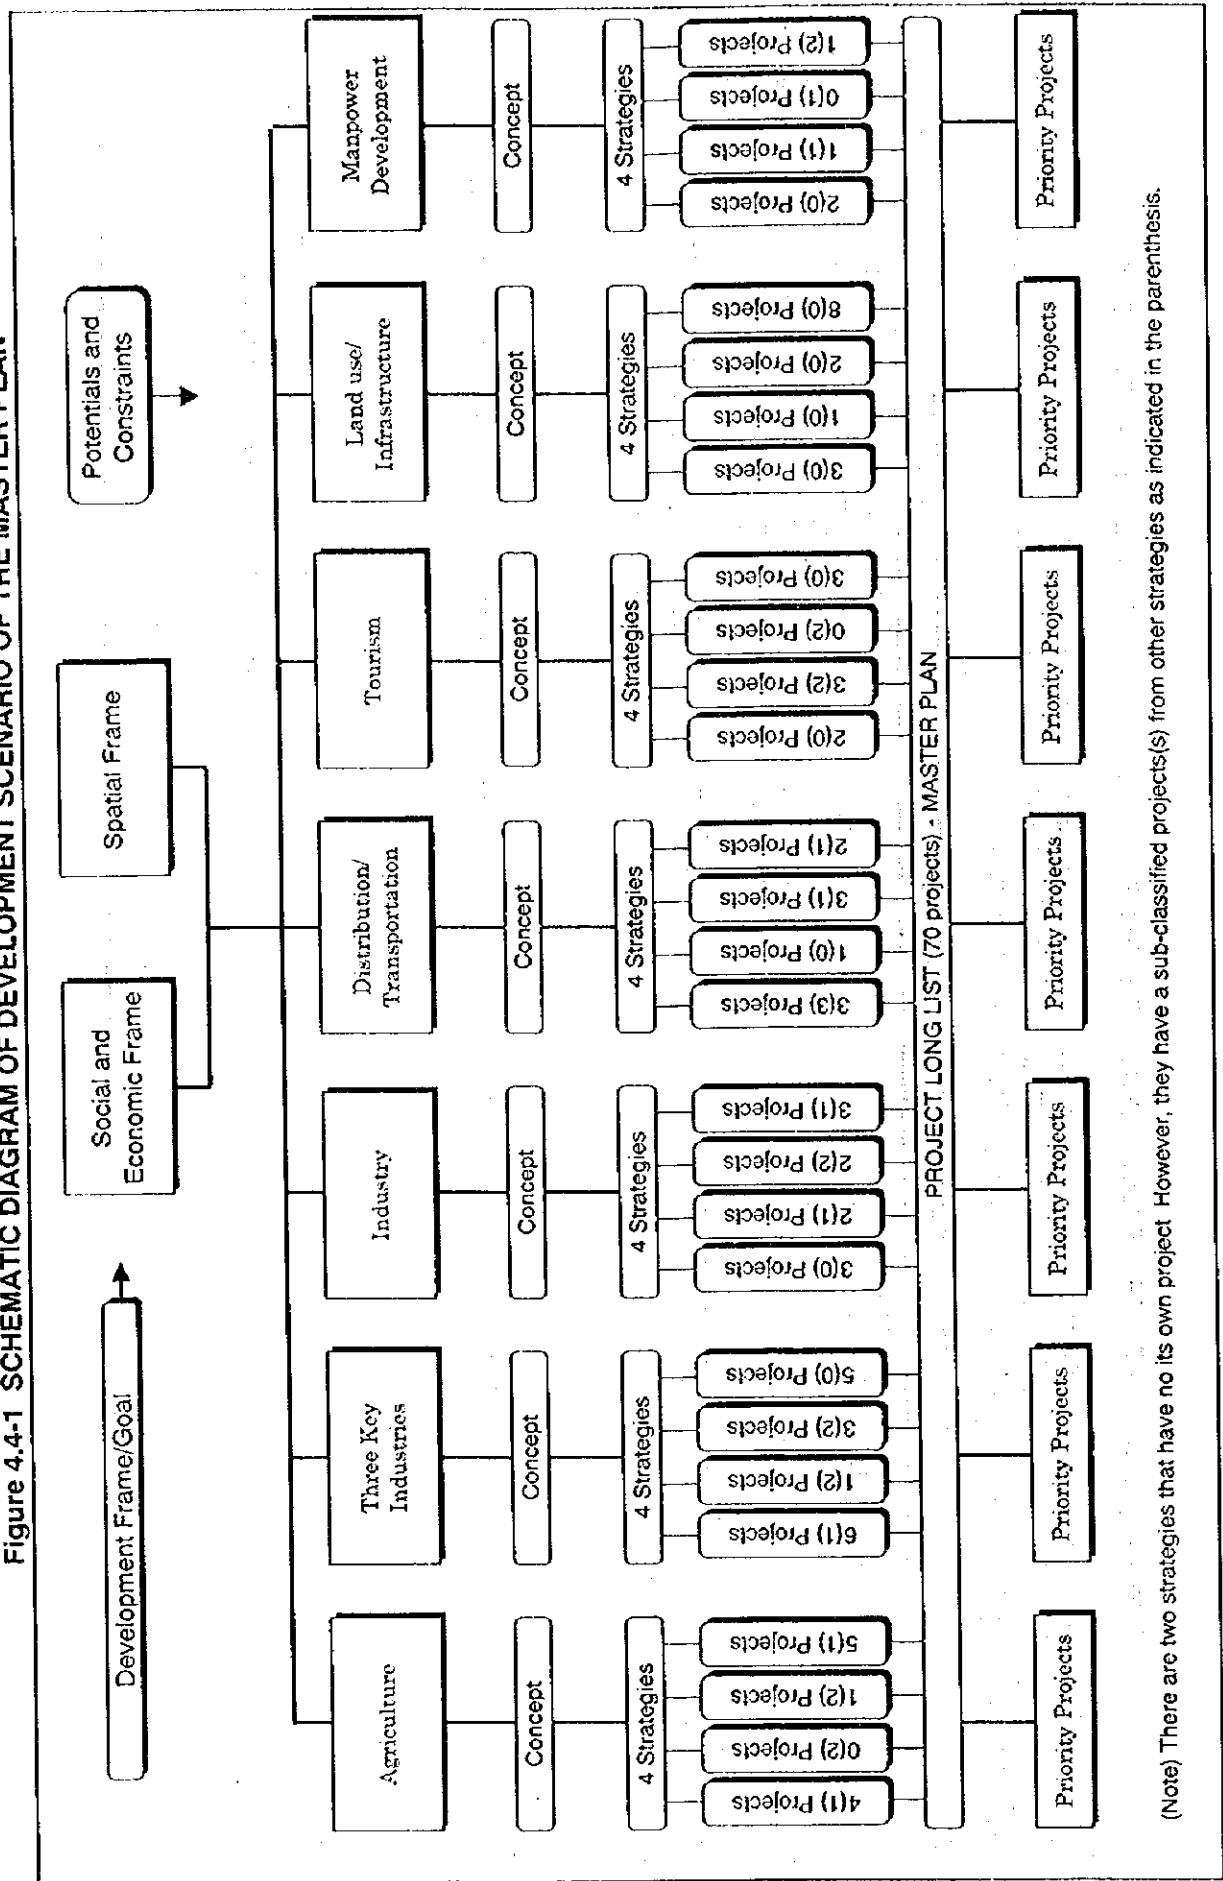 Figure 4.4-1 SCHEMATIC DIAGRAM OF DEVELOPMENT SCENARIO OF THE MASTER PLAN
Development Frame/Goal
Social and
Economic Frame
Spatial Frame
Potentials and
Constraints
Agriculture
Three Key
Industries
Industry
Distribution/
Transportation
Tourism
Land use/
Infrastructure
Manpower
Development
Concept
Concept
Concept
Concept
Concept
Concept
Concept
4 Strategies
4 Strategies
4 Strategies
4 Strategies
4 Strategies
4 Strategies
4 Strategies
4(1) Projects
0(2) Projects
1(2) Projects
5(1) Projects
6(1) Projects
1(2) Projects
3(2) Projects
5(0) Projects
3(0) Projects
2(1) Projects
2(2) Projects
3(1) Projects
3(3) Projects
1(0) Projects
3(1) Projects
2(1) Projects
2(0) Projects
3(2) Projects
0(2) Projects
3(0) Projects
3(0) Projects
1(0) Projects
2(0) Projects
8(0) Projects
2(0) Projects
1(1) Projects
0(1) Projects
1(2) Projects
PROJECT LONG LIST (70 projects) - MASTER PLAN
Priority Projects
Priority Projects
Priority Projects
Priority Projects
Priority Projects
Priority Projects
Priority Projects
(Note) There are two strategies that have no its own project However, they have a sub-classified projects(s) from other strategies as indicated in the parenthesis.